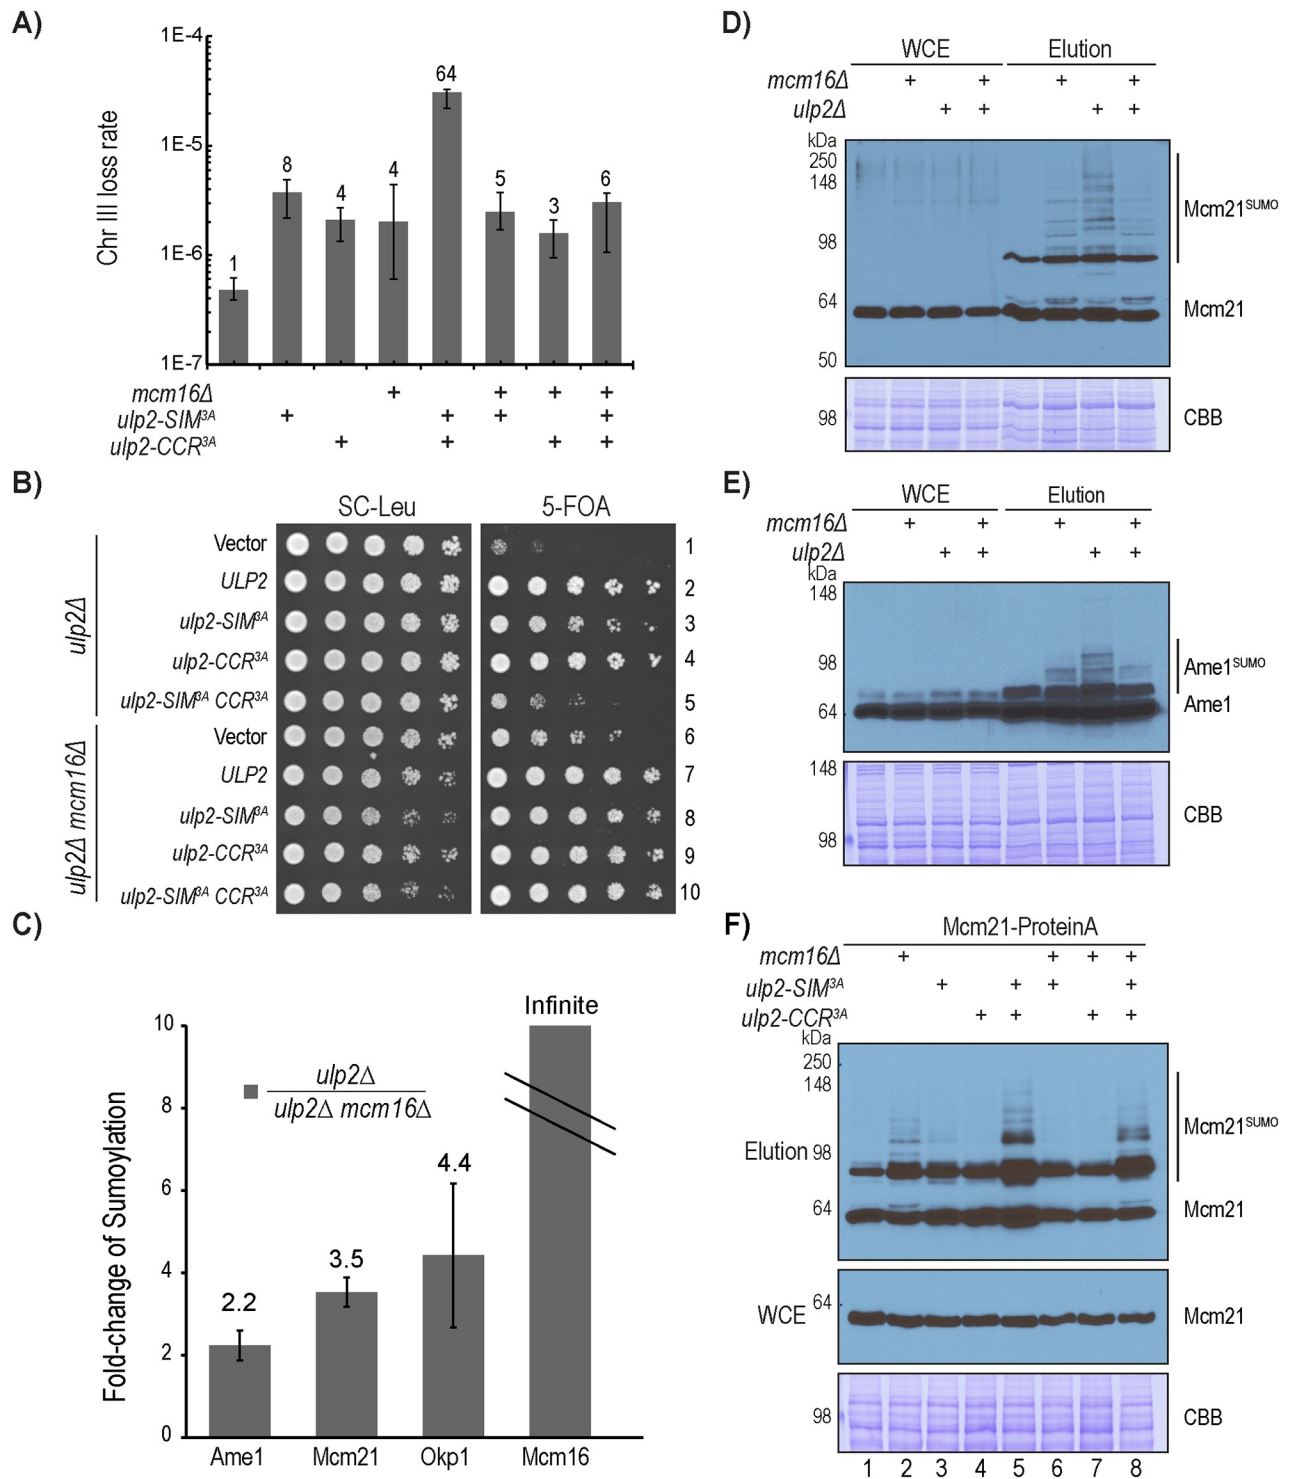 A)
Chr III loss rate
1E-4
1E-5
1E-6
1E-7
1
8
4
4
64
5
3
6
mcm16Δ + + + +
ulp2-SIM³ᴬ + + + +
ulp2-CCR³ᴬ + + + +
B)
SC-Leu 5-FOA
ulp2Δ
Vector 1
ULP2 2
ulp2-SIM³ᴬ 3
ulp2-CCR³ᴬ 4
ulp2-SIM³ᴬ CCR³ᴬ 5
ulp2Δ mcm16Δ
Vector 6
ULP2 7
ulp2-SIM³ᴬ 8
ulp2-CCR³ᴬ 9
ulp2-SIM³ᴬ CCR³ᴬ 10
C)
Fold-change of Sumoylation
10
8
6
4
2
0
ulp2Δ
ulp2Δ mcm16Δ
2.2
3.5
4.4
Infinite
Ame1 Mcm21 Okp1 Mcm16
D)
WCE Elution
mcm16Δ + + + +
ulp2Δ + + + +
kDa
250
148
98
64
50
Mcm21ˢᵁᴹᴼ
Mcm21
98
CBB
E)
WCE Elution
mcm16Δ + + + +
ulp2Δ + + + +
kDa
148
98
64
Ame1ˢᵁᴹᴼ
Ame1
148
98
CBB
F)
Mcm21-ProteinA
mcm16Δ + + + +
ulp2-SIM³ᴬ + + + +
ulp2-CCR³ᴬ + + + +
kDa
250
148
Elution 98
64
Mcm21ˢᵁᴹᴼ
Mcm21
WCE 64
Mcm21
98
CBB
1 2 3 4 5 6 7 8